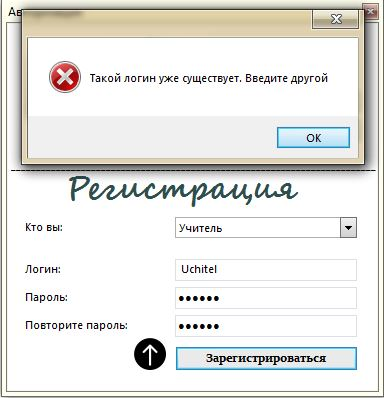 Такой логин уже существует. Введите другой
OK
Регистрация
Кто вы:
Учитель
Логин:
Uchitel
Пароль:
••••••
Повторите пароль:
••••••
Зарегистрироваться